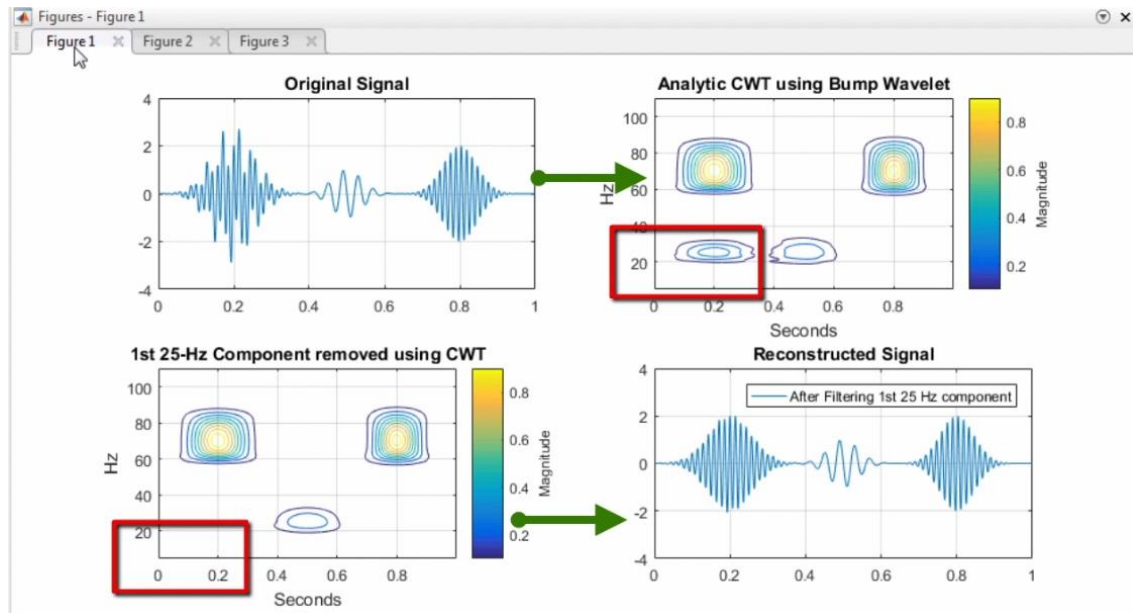 Figures - Figure 1
Figure 1 Figure 2 Figure 3
Original Signal
4
2
0
-2
-4
0 0.2 0.4 0.6 0.8 1
Analytic CWT using Bump Wavelet
100
80
60
40
20
Hz
0 0.2 0.4 0.6 0.8
Seconds
0.8
0.6
0.4
0.2
Magnitude
1st 25-Hz Component removed using CWT
100
80
60
40
20
Hz
0 0.2 0.4 0.6 0.8
Seconds
0.8
0.6
0.4
0.2
Magnitude
Reconstructed Signal
After Filtering 1st 25 Hz component
4
2
0
-2
-4
0 0.2 0.4 0.6 0.8 1